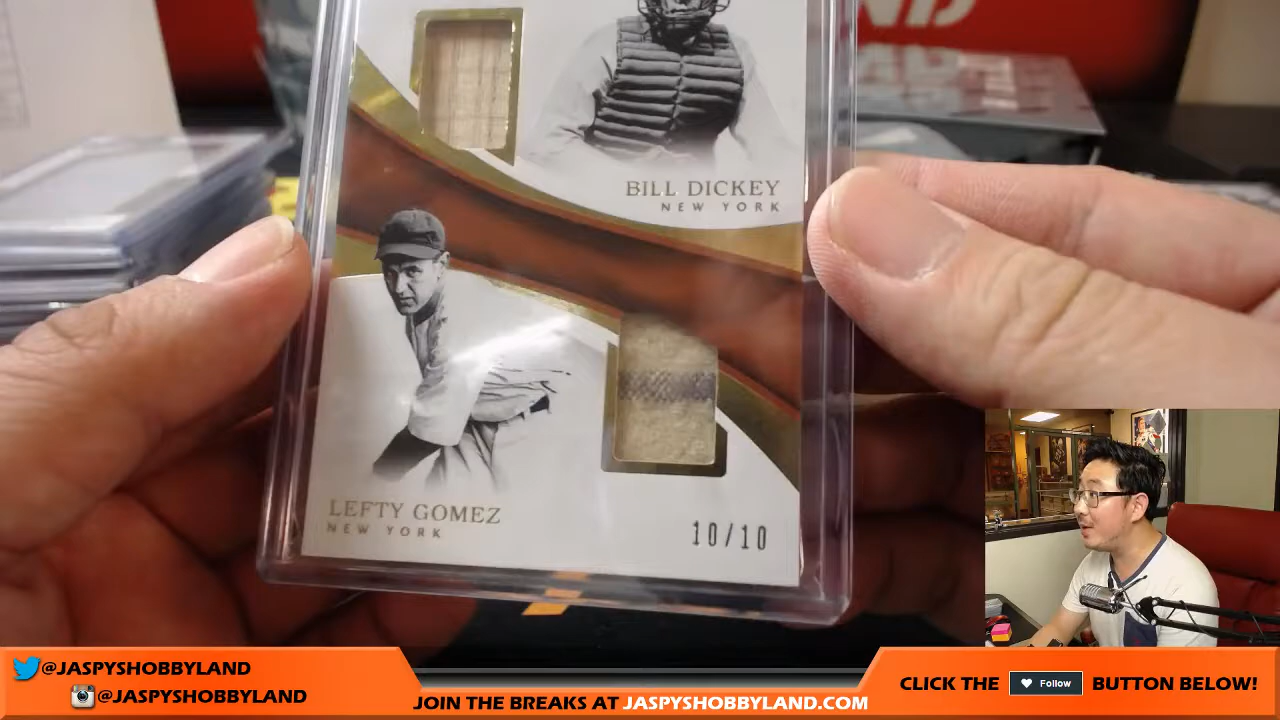 BILL DICKEY
NEW YORK
LEFTY GOMEZ
NEW YORK
10/10
@JASPYSHOBBYLAND
@JASPYSHOBBYLAND
JOIN THE BREAKS AT JASPYSHOBBYLAND.COM
CLICK THE Follow BUTTON BELOW!